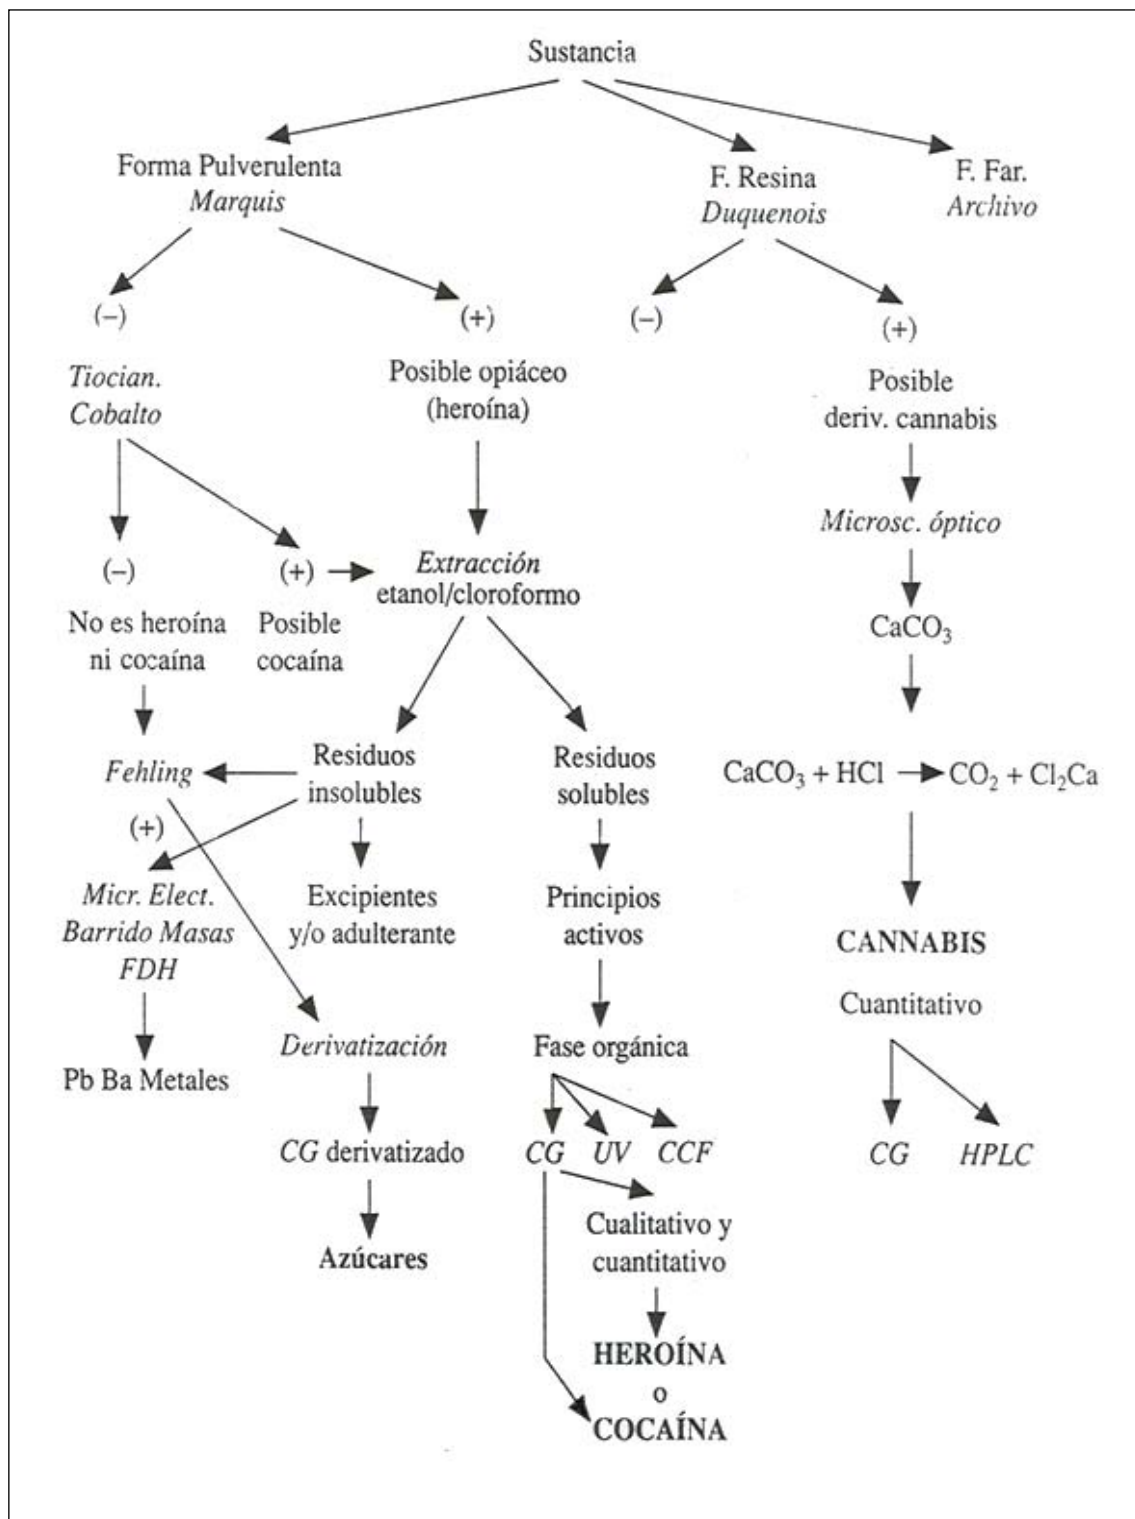 Sustancia
Forma Pulverulenta
Marquis
F. Resina
Duquenois
F. Far.
Archivo
(–)
(+)
(–)
(+)
Tiocian.
Cobalto
Posible opiáceo
(heroína)
Posible
deriv. cannabis
Microsc. óptico
(–)
(+)
Extracción
etanol/cloroformo
No es heroína
ni cocaína
Posible
cocaína
CaCO₃
Fehling
(+)
Residuos
insolubles
Residuos
solubles
CaCO₃ + HCl
CO₂ + Cl₂Ca
Micr. Elect.
Barrido Masas
FDH
Excipientes
y/o adulterante
Principios
activos
CANNABIS
Cuantitativo
Pb Ba Metales
Derivatización
Fase orgánica
CG derivatizado
CG UV CCF
CG HPLC
Azúcares
Cualitativo y
cuantitativo
HEROÍNA
o
COCAÍNA